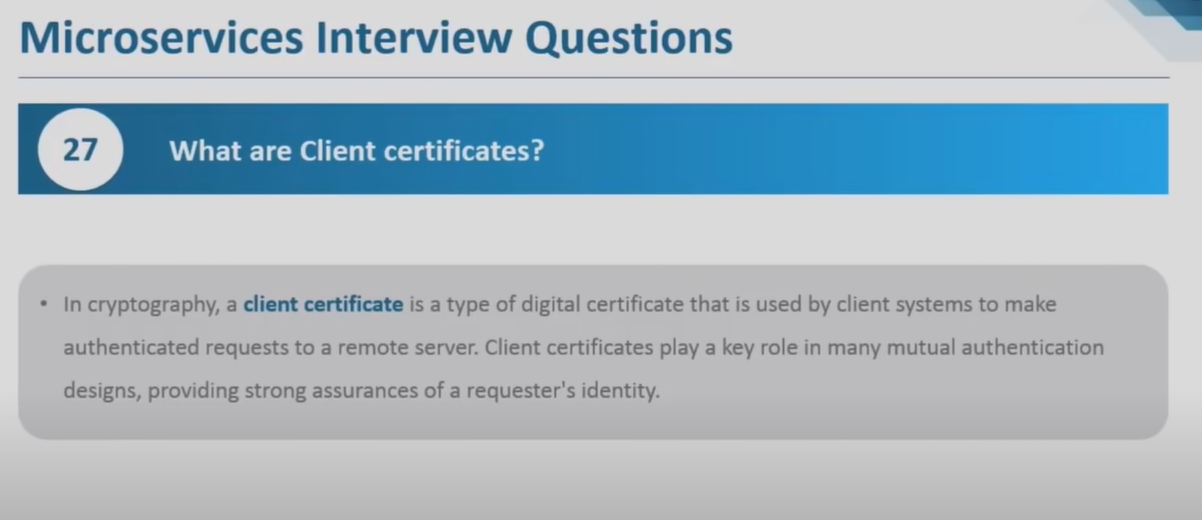 Microservices Interview Questions
27
What are Client certificates?
• In cryptography, a client certificate is a type of digital certificate that is used by client systems to make
authenticated requests to a remote server. Client certificates play a key role in many mutual authentication
designs, providing strong assurances of a requester's identity.